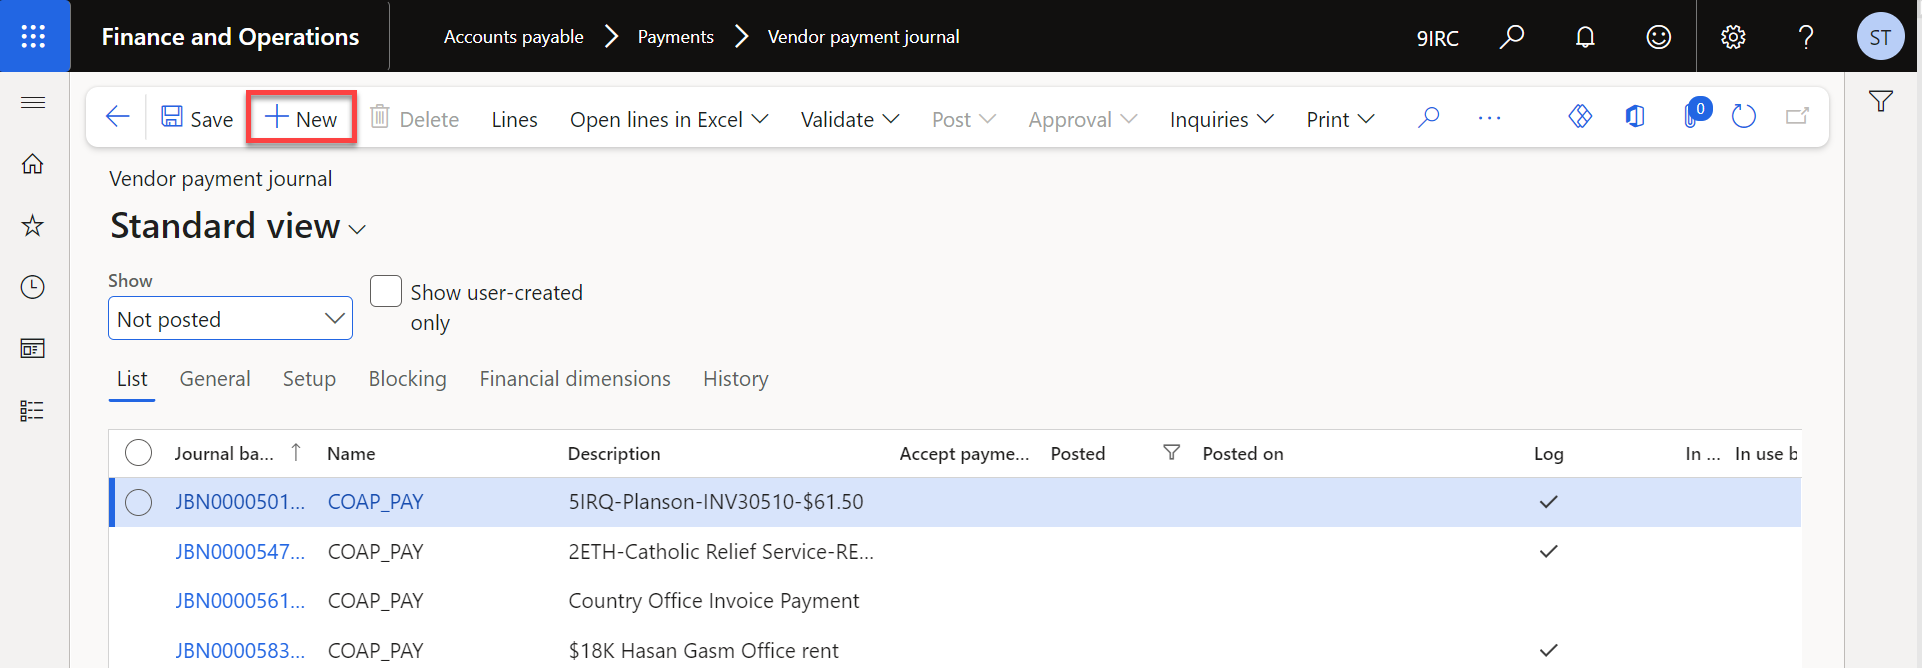 Finance and Operations
Accounts payable Payments Vendor payment journal
9IRC
ST
Save New Delete Lines Open lines in Excel Validate Post Approval Inquiries Print ... 0
Vendor payment journal
Standard view
Show
Not posted
Show user-created
only
List General Setup Blocking Financial dimensions History
Journal ba... Name Description Accept payme... Posted Posted on Log In ... In use b
JBN0000501... COAP_PAY 5IRQ-Planson-INV30510-$61.50
JBN0000547... COAP_PAY 2ETH-Catholic Relief Service-RE...
JBN0000561... COAP_PAY Country Office Invoice Payment
JBN0000583... COAP_PAY $18K Hasan Gasm Office rent